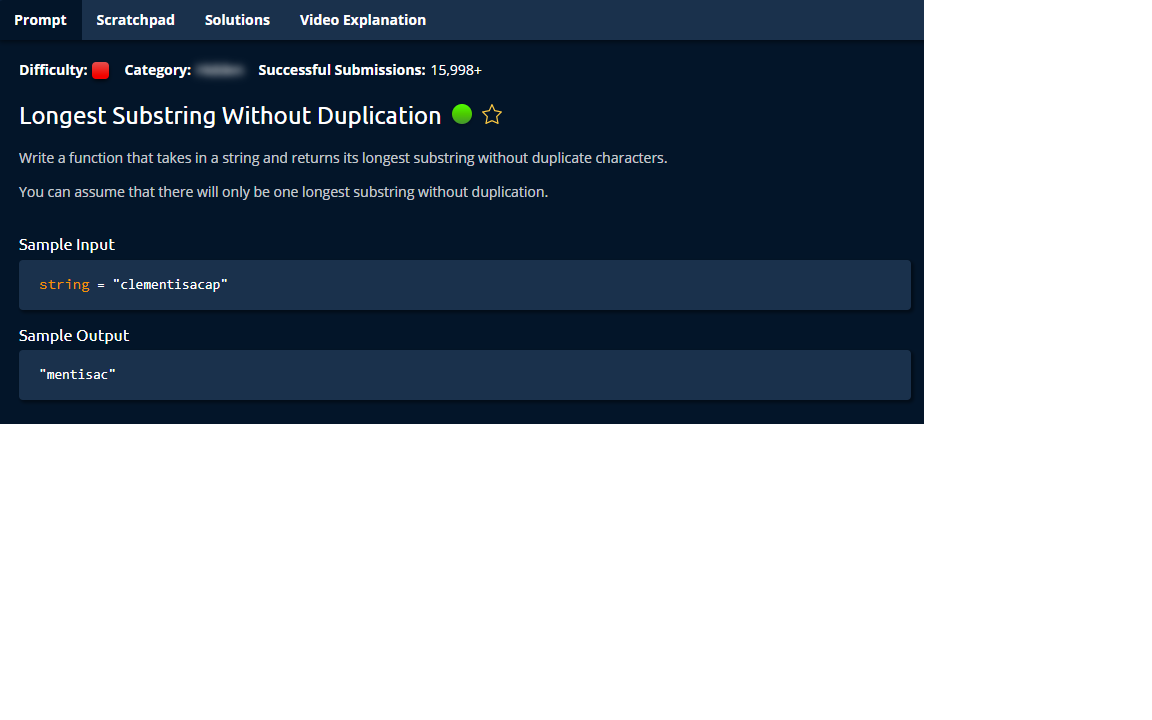 Prompt Scratchpad Solutions Video Explanation
Difficulty: Category: Successful Submissions: 15,998+
Longest Substring Without Duplication
Write a function that takes in a string and returns its longest substring without duplicate characters.
You can assume that there will only be one longest substring without duplication.
Sample Input
string = "clementisacap"
Sample Output
"mentisac"